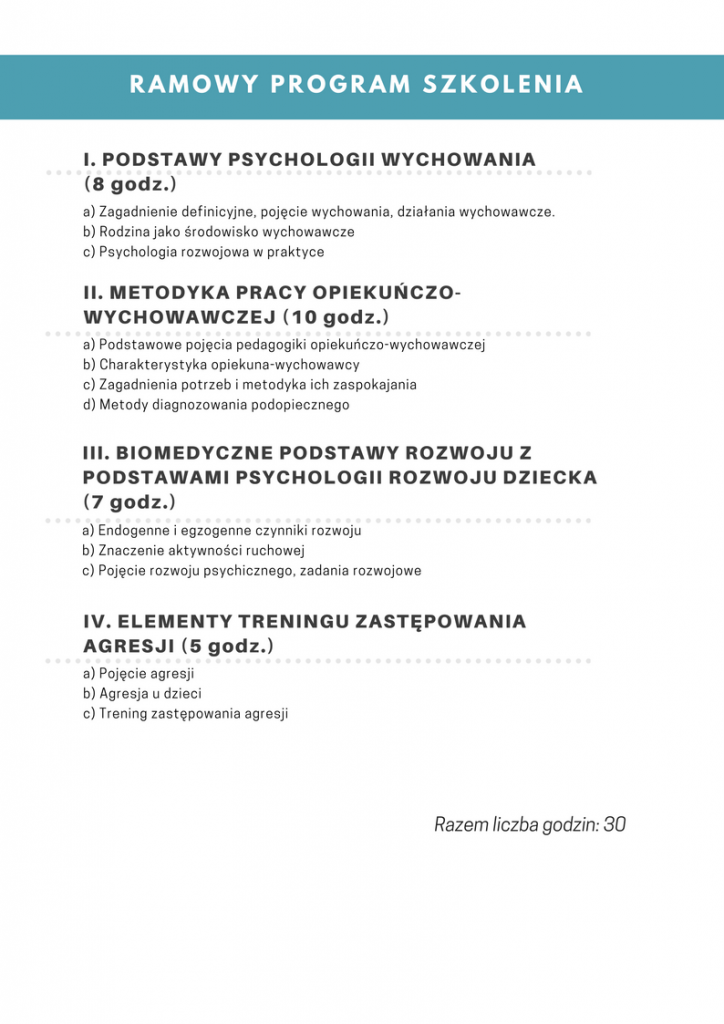 RAMOWY PROGRAM SZKOLENIA
I. PODSTAWY PSYCHOLOGII WYCHOWANIA
(8 godz.)
a) Zagadnienie definicyjne, pojęcie wychowania, działania wychowawcze.
b) Rodzina jako środowisko wychowawcze
c) Psychologia rozwojowa w praktyce
II. METODYKA PRACY OPIEKUŃCZO-
WYCHOWAWCZEJ (10 godz.)
a) Podstawowe pojęcia pedagogiki opiekuńczo-wychowawczej
b) Charakterystyka opiekuna-wychowawcy
c) Zagadnienia potrzeb i metodyka ich zaspokajania
d) Metody diagnozowania podopiecznego
III. BIOMEDYCZNE PODSTAWY ROZWOJU Z
PODSTAWAMI PSYCHOLOGII ROZWOJU DZIECKA
(7 godz.)
a) Endogenne i egzogenne czynniki rozwoju
b) Znaczenie aktywności ruchowej
c) Pojęcie rozwoju psychicznego, zadania rozwojowe
IV. ELEMENTY TRENINGU ZASTĘPOWANIA
AGRESJI (5 godz.)
a) Pojęcie agresji
b) Agresja u dzieci
c) Trening zastępowania agresji
Razem liczba godzin: 30